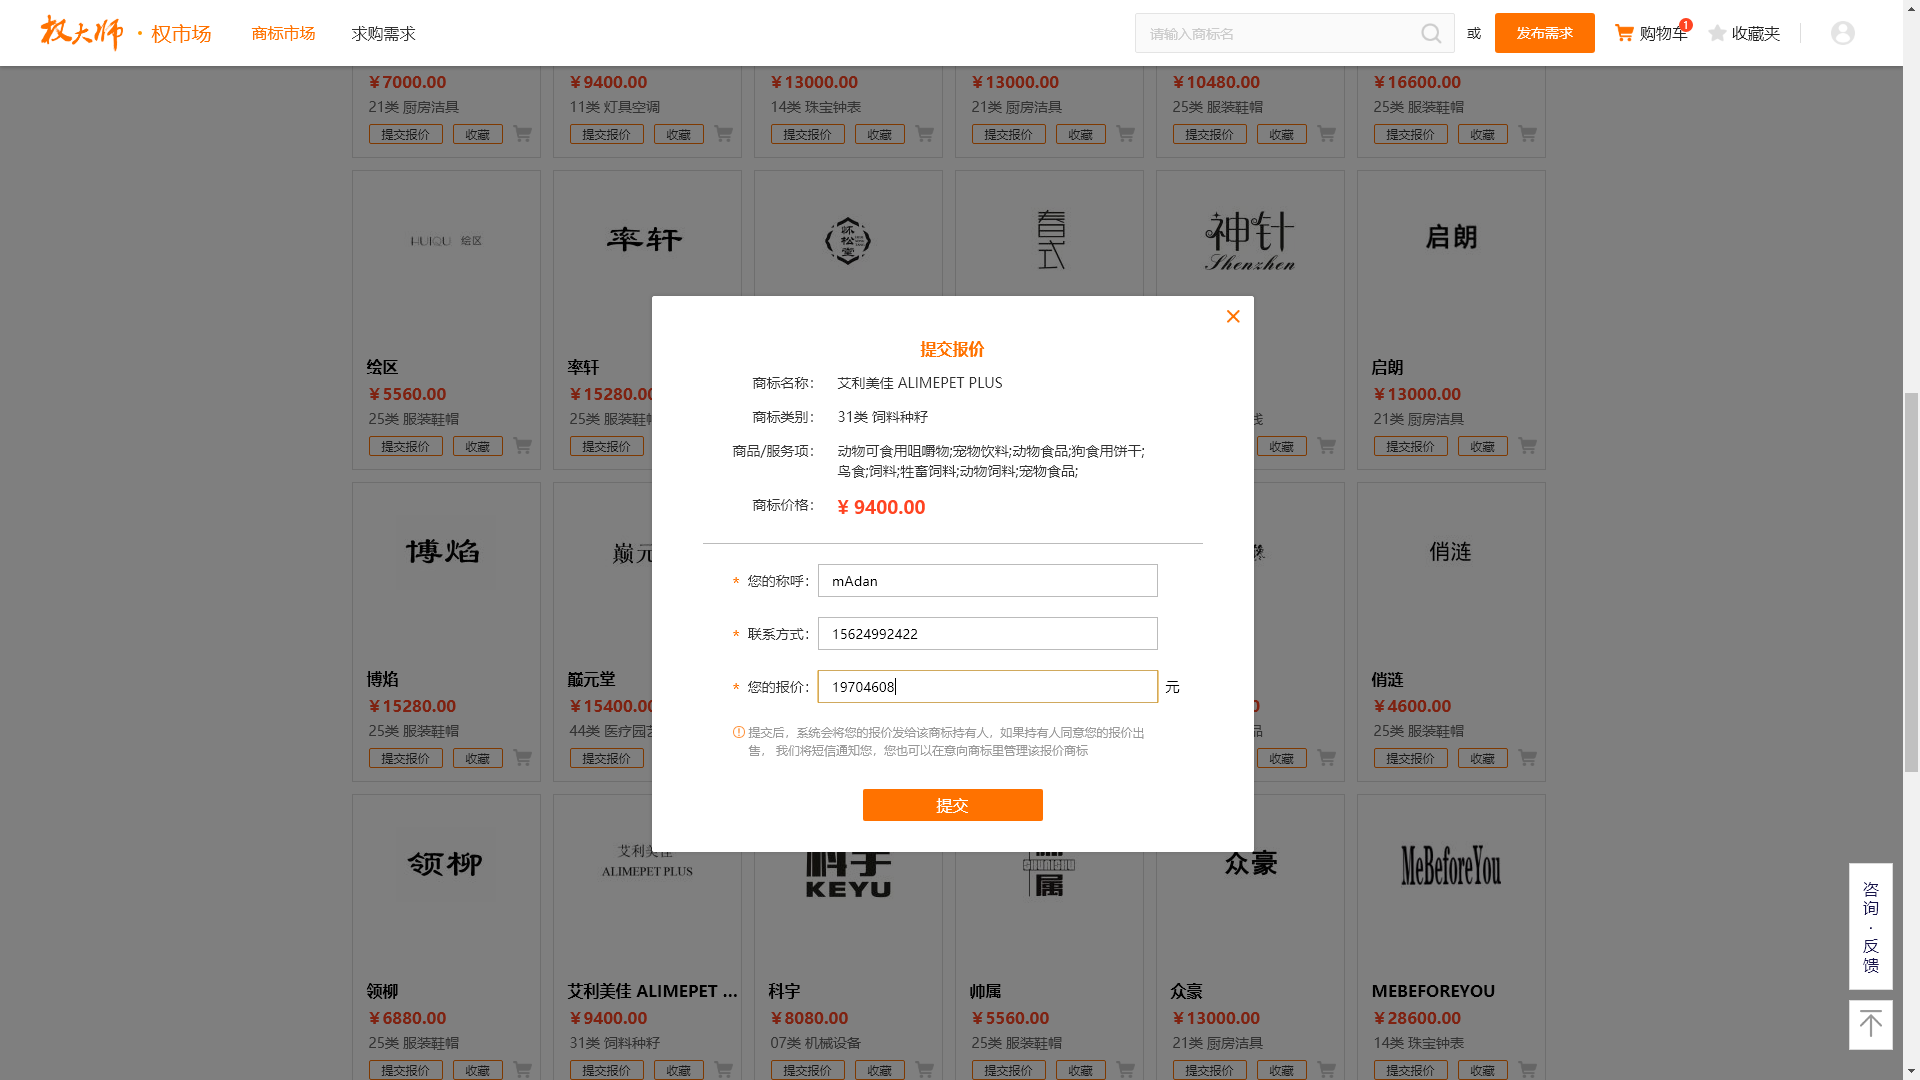 权大师 · 权市场 商标市场 求购需求 请输入商标名 或 发布需求 购物车 1 收藏夹
¥7000.00 ¥9400.00 ¥13000.00 ¥13000.00 ¥10480.00 ¥16600.00
21类 厨房洁具 11类 灯具空调 14类 珠宝钟表 21类 厨房洁具 25类 服装鞋帽 25类 服装鞋帽
提交报价 收藏 提交报价 收藏 提交报价 收藏 提交报价 收藏 提交报价 收藏 提交报价 收藏
HUIQU 绘区 率轩 怀松堂 春式 神针 Shenzhen 启朗
绘区 率轩 启朗
¥5560.00 ¥15280.00 ¥13000.00
25类 服装鞋帽 25类 服装鞋 21类 厨房洁具
提交报价 收藏 提交报价 收藏 提交报价 收藏
提交报价
商标名称： 艾利美佳 ALIMEPET PLUS
商标类别： 31类 饲料种籽
商品/服务项： 动物可食用咀嚼物;宠物饮料;动物食品;狗食用饼干;
鸟食;饲料;牲畜饲料;动物饲料;宠物食品;
商标价格： ¥ 9400.00
* 您的称呼： mAdan
* 联系方式： 15624992422
* 您的报价： 19704608 元
提交后，系统会将您的报价发给该商标持有人，如果持有人同意您的报价出
售， 我们将短信通知您，您也可以在意向商标里管理该报价商标
提交
博焰 巅元 俏涟
博焰 巅元堂 俏涟
¥15280.00 ¥15400.00 ¥4600.00
25类 服装鞋帽 44类 医疗园 25类 服装鞋帽
提交报价 收藏 提交报价 收藏 提交报价 收藏
领柳 艾利美佳 ALIMEPET PLUS 科宇 KEYU 属 众豪 MeBeforeYou
领柳 艾利美佳 ALIMEPET ... 科宇 帅属 众豪 MEBEFOREYOU
¥6880.00 ¥9400.00 ¥8080.00 ¥5560.00 ¥13000.00 ¥28600.00
25类 服装鞋帽 31类 饲料种籽 07类 机械设备 25类 服装鞋帽 21类 厨房洁具 14类 珠宝钟表
提交报价 收藏 提交报价 收藏 提交报价 收藏 提交报价 收藏 提交报价 收藏 提交报价 收藏
咨
询
·
反
馈